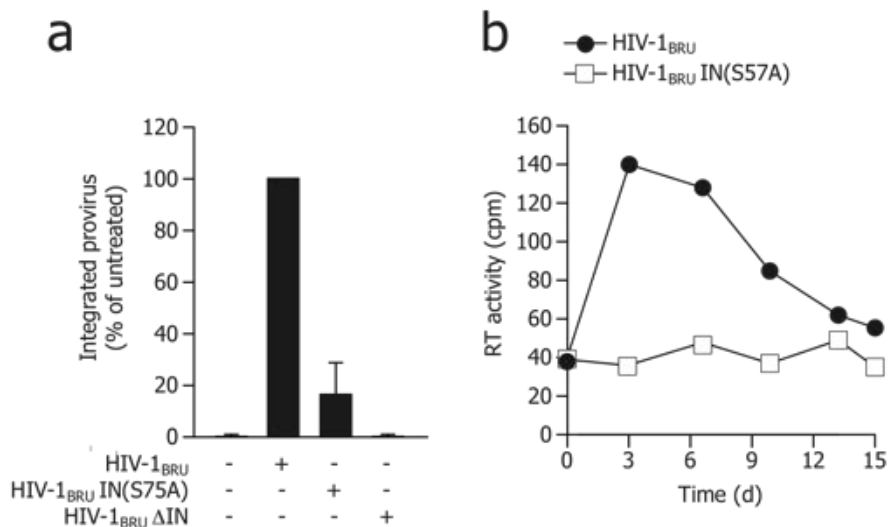 a
Integrated provirus
(% of untreated)
120
100
80
60
40
20
0
HIV-1BRU - + - -
HIV-1BRU IN(S75A) - - + -
HIV-1BRU ΔIN - - - +
b
HIV-1BRU
HIV-1BRU IN(S57A)
RT activity (cpm)
160
140
120
100
80
60
40
20
0
0 3 6 9 12 15
Time (d)